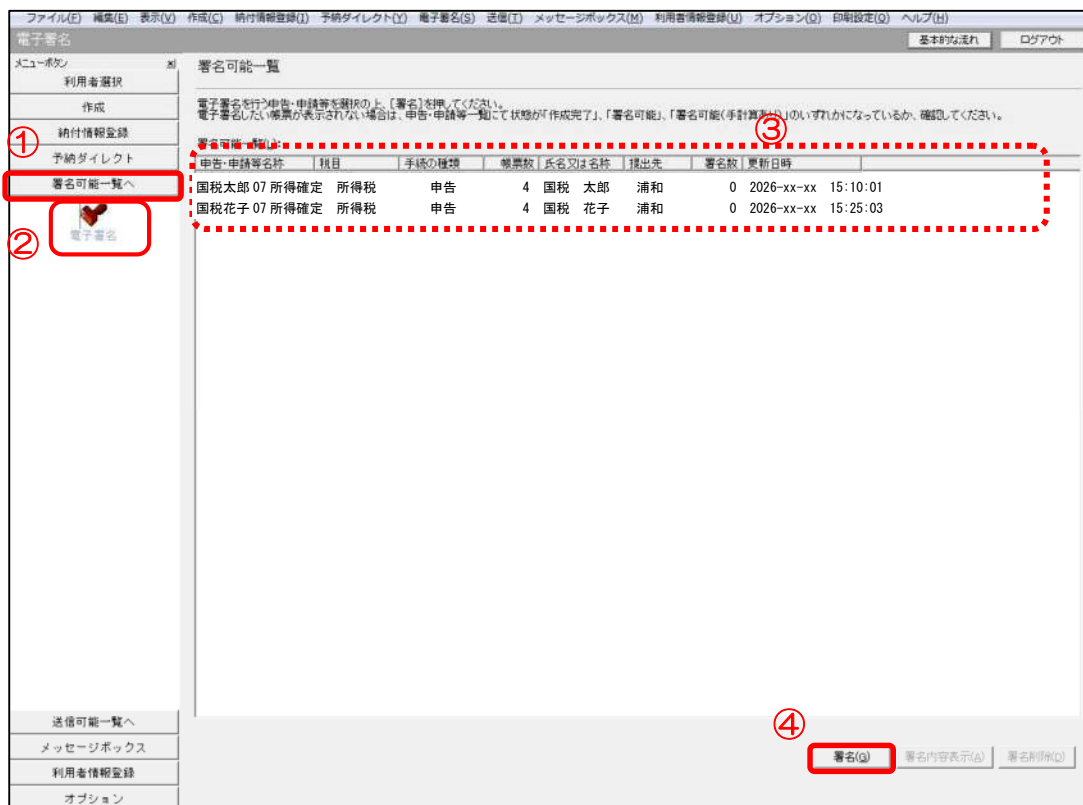 ファイル(F) 編集(E) 表示(V) 作成(C) 納付情報登録(I) 予納ダイレクト(Y) 電子署名(S) 送信(T) メッセージボックス(M) 利用者情報登録(U) オプション(O) 印刷設定(Q) ヘルプ(H)
電子署名 基本的な流れ ログアウト
メニューボタン x
利用者選択
作成
納付情報登録
予納ダイレクト
①
署名可能一覧へ
②
電子署名
送信可能一覧へ
メッセージボックス
利用者情報登録
オプション
署名可能一覧
電子署名を行う申告・申請等を選択の上、[署名]を押してください。
電子署名したい帳票が表示されない場合は、申告・申請等一覧にて状態が「作成完了」、「署名可能」、「署名可能(手計算あり)」のいずれかになっているか、確認してください。
③
署名可能一覧(L):
申告・申請等名称 税目 手続の種類 帳票数 氏名又は名称 提出先 署名数 更新日時
国税太郎 07 所得確定 所得税 申告 4 国税 太郎 浦和 0 2026-xx-xx 15:10:01
国税花子 07 所得確定 所得税 申告 4 国税 花子 浦和 0 2026-xx-xx 15:25:03
④
署名(G) 署名内容表示(A) 署名削除(D)